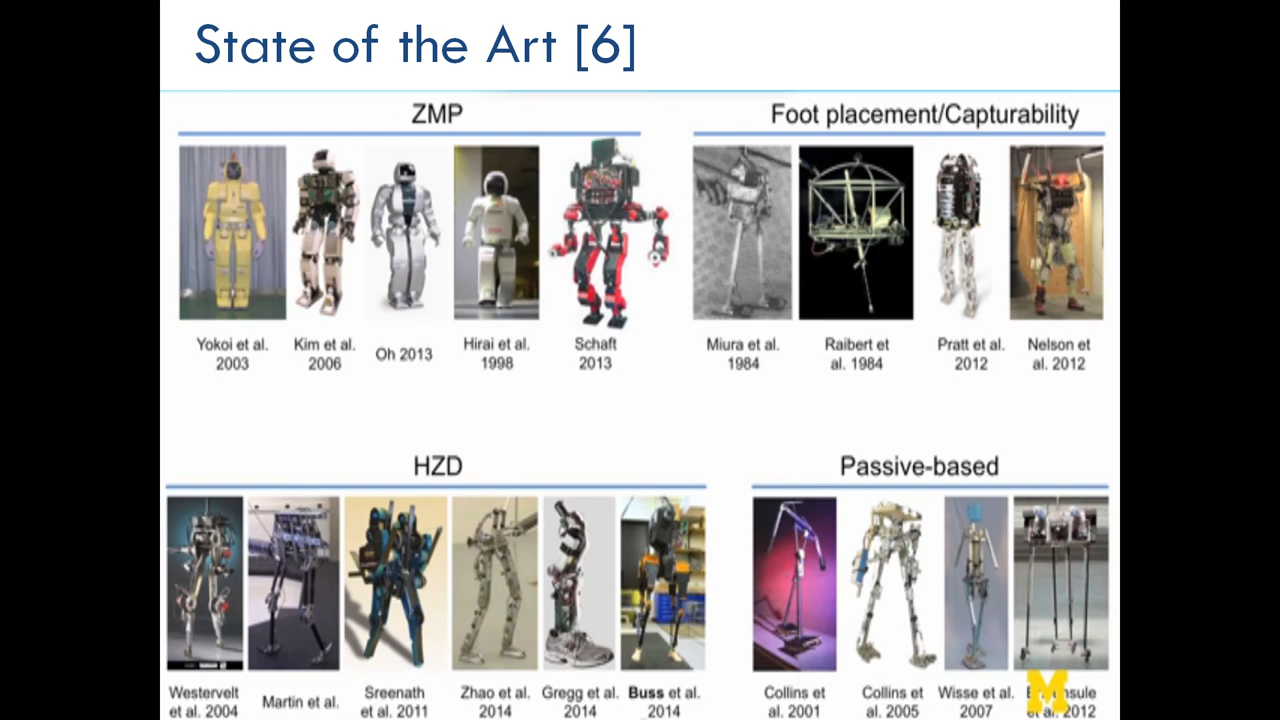 State of the Art [6]
ZMP
Foot placement/Capturability
Yokoi et al.
2003
Kim et al.
2006
Oh 2013
Hirai et al.
1998
Schaft
2013
Miura et al.
1984
Raibert et
al. 1984
Pratt et al.
2012
Nelson et
al. 2012
HZD
Passive-based
Westervelt
et al. 2004
Martin et al.
Sreenath
et al. 2011
Zhao et al.
2014
Gregg et al.
2014
Buss et al.
2014
Collins et
al. 2001
Collins et
al. 2005
Wisse et al.
2007
et al. 2012
M